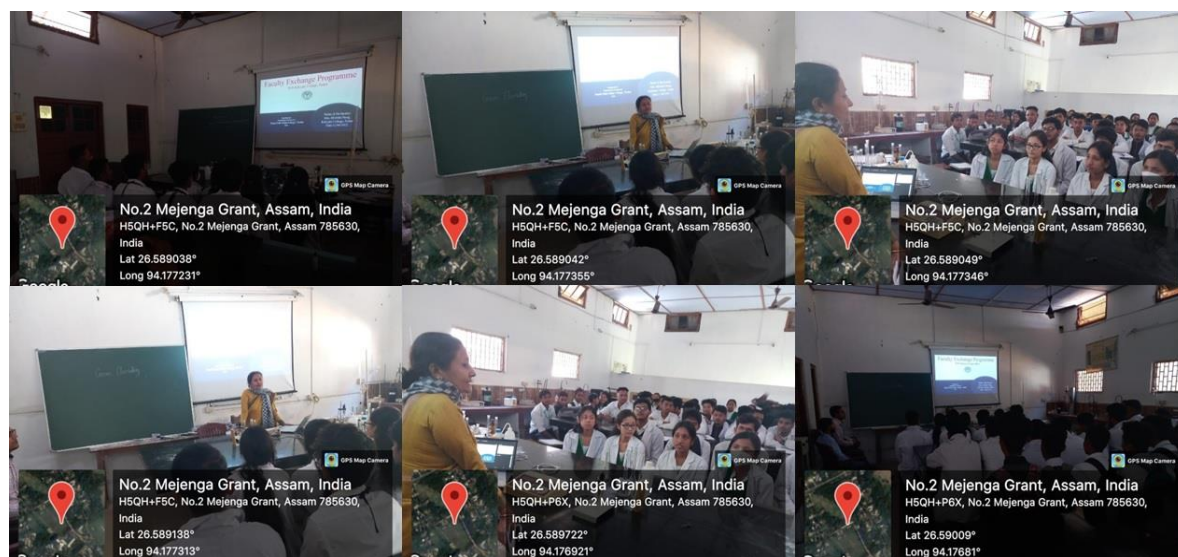 Faculty Exchange Programme
GPS Map Camera
No.2 Mejenga Grant, Assam, India
H5QH+F5C, No.2 Mejenga Grant, Assam 785630,
India
Lat 26.589038°
Long 94.177231°
Google
GPS Map Camera
No.2 Mejenga Grant, Assam, India
H5QH+F5C, No.2 Mejenga Grant, Assam 785630,
India
Lat 26.589042°
Long 94.177355°
Google
GPS Map Camera
No.2 Mejenga Grant, Assam, India
H5QH+F5C, No.2 Mejenga Grant, Assam 785630,
India
Lat 26.589049°
Long 94.177346°
Google
Green Chemistry
GPS Map Camera
No.2 Mejenga Grant, Assam, India
H5QH+F5C, No.2 Mejenga Grant, Assam 785630,
India
Lat 26.589138°
Long 94.177313°
GPS Map Camera
No.2 Mejenga Grant, Assam, India
H5QH+P6X, No.2 Mejenga Grant, Assam 785630,
India
Lat 26.589722°
Long 94.176921°
Faculty Exchange Programme
GPS Map Camera
No.2 Mejenga Grant, Assam, India
H5QH+P6X, No.2 Mejenga Grant, Assam 785630,
India
Lat 26.59009°
Long 94.17681°